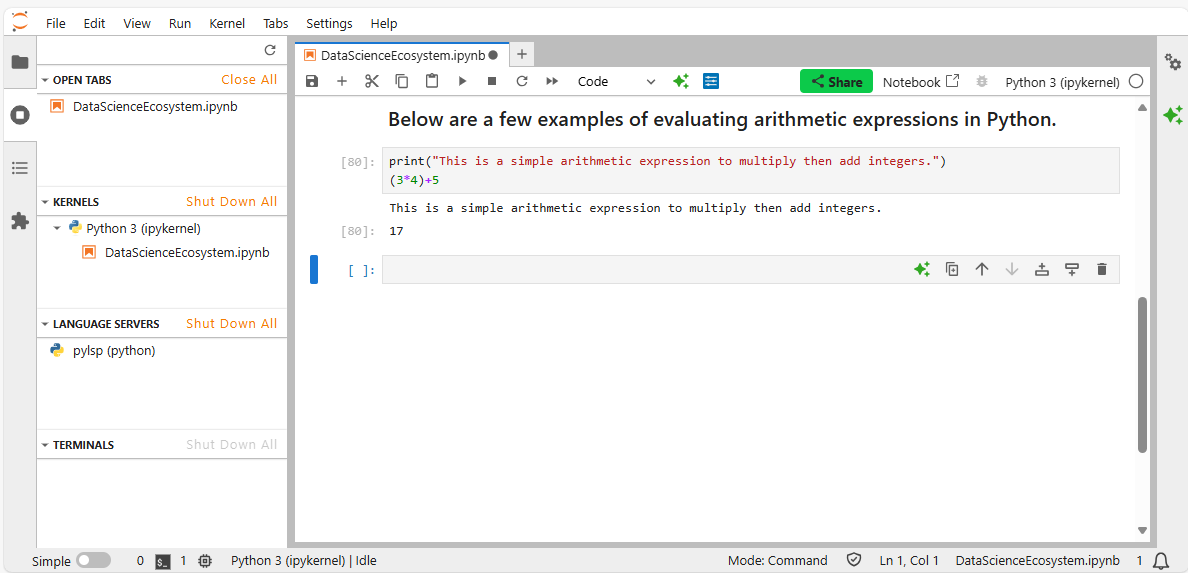 File Edit View Run Kernel Tabs Settings Help
OPEN TABS Close All
DataScienceEcosystem.ipynb
KERNELS Shut Down All
Python 3 (ipykernel)
DataScienceEcosystem.ipynb
LANGUAGE SERVERS Shut Down All
pylsp (python)
TERMINALS Shut Down All
DataScienceEcosystem.ipynb
Code Share Notebook Python 3 (ipykernel)
Below are a few examples of evaluating arithmetic expressions in Python.
[80]: print("This is a simple arithmetic expression to multiply then add integers.")
(3*4)+5
This is a simple arithmetic expression to multiply then add integers.
[80]: 17
[ ]:
Simple 0 $_ 1 Python 3 (ipykernel) | Idle Mode: Command Ln 1, Col 1 DataScienceEcosystem.ipynb 1